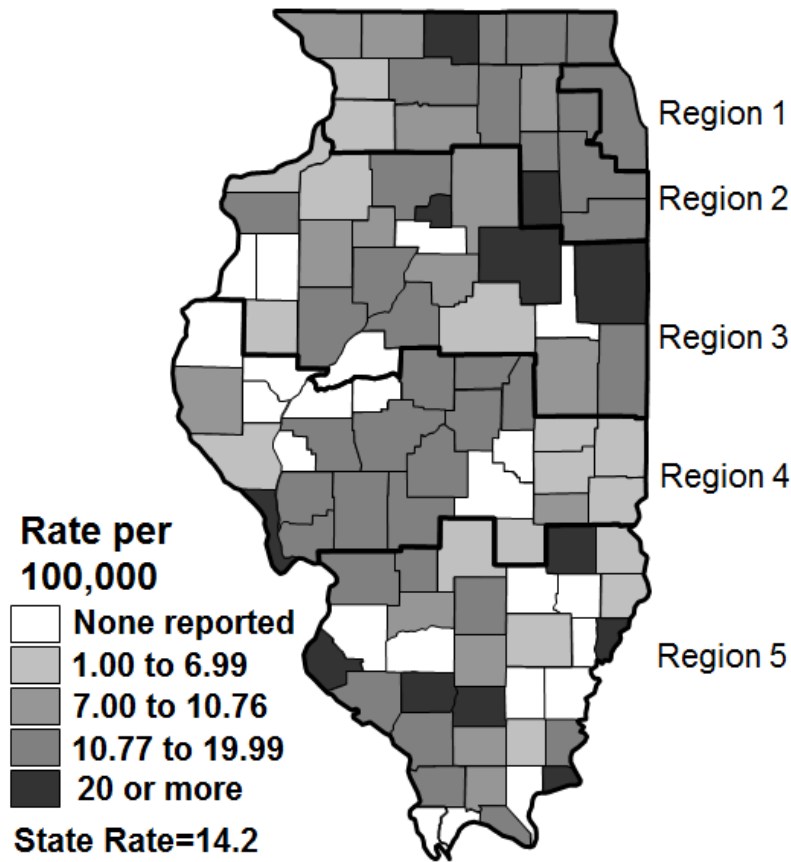 Region 1
Region 2
Region 3
Region 4
Region 5
Rate per
100,000
None reported
1.00 to 6.99
7.00 to 10.76
10.77 to 19.99
20 or more
State Rate=14.2